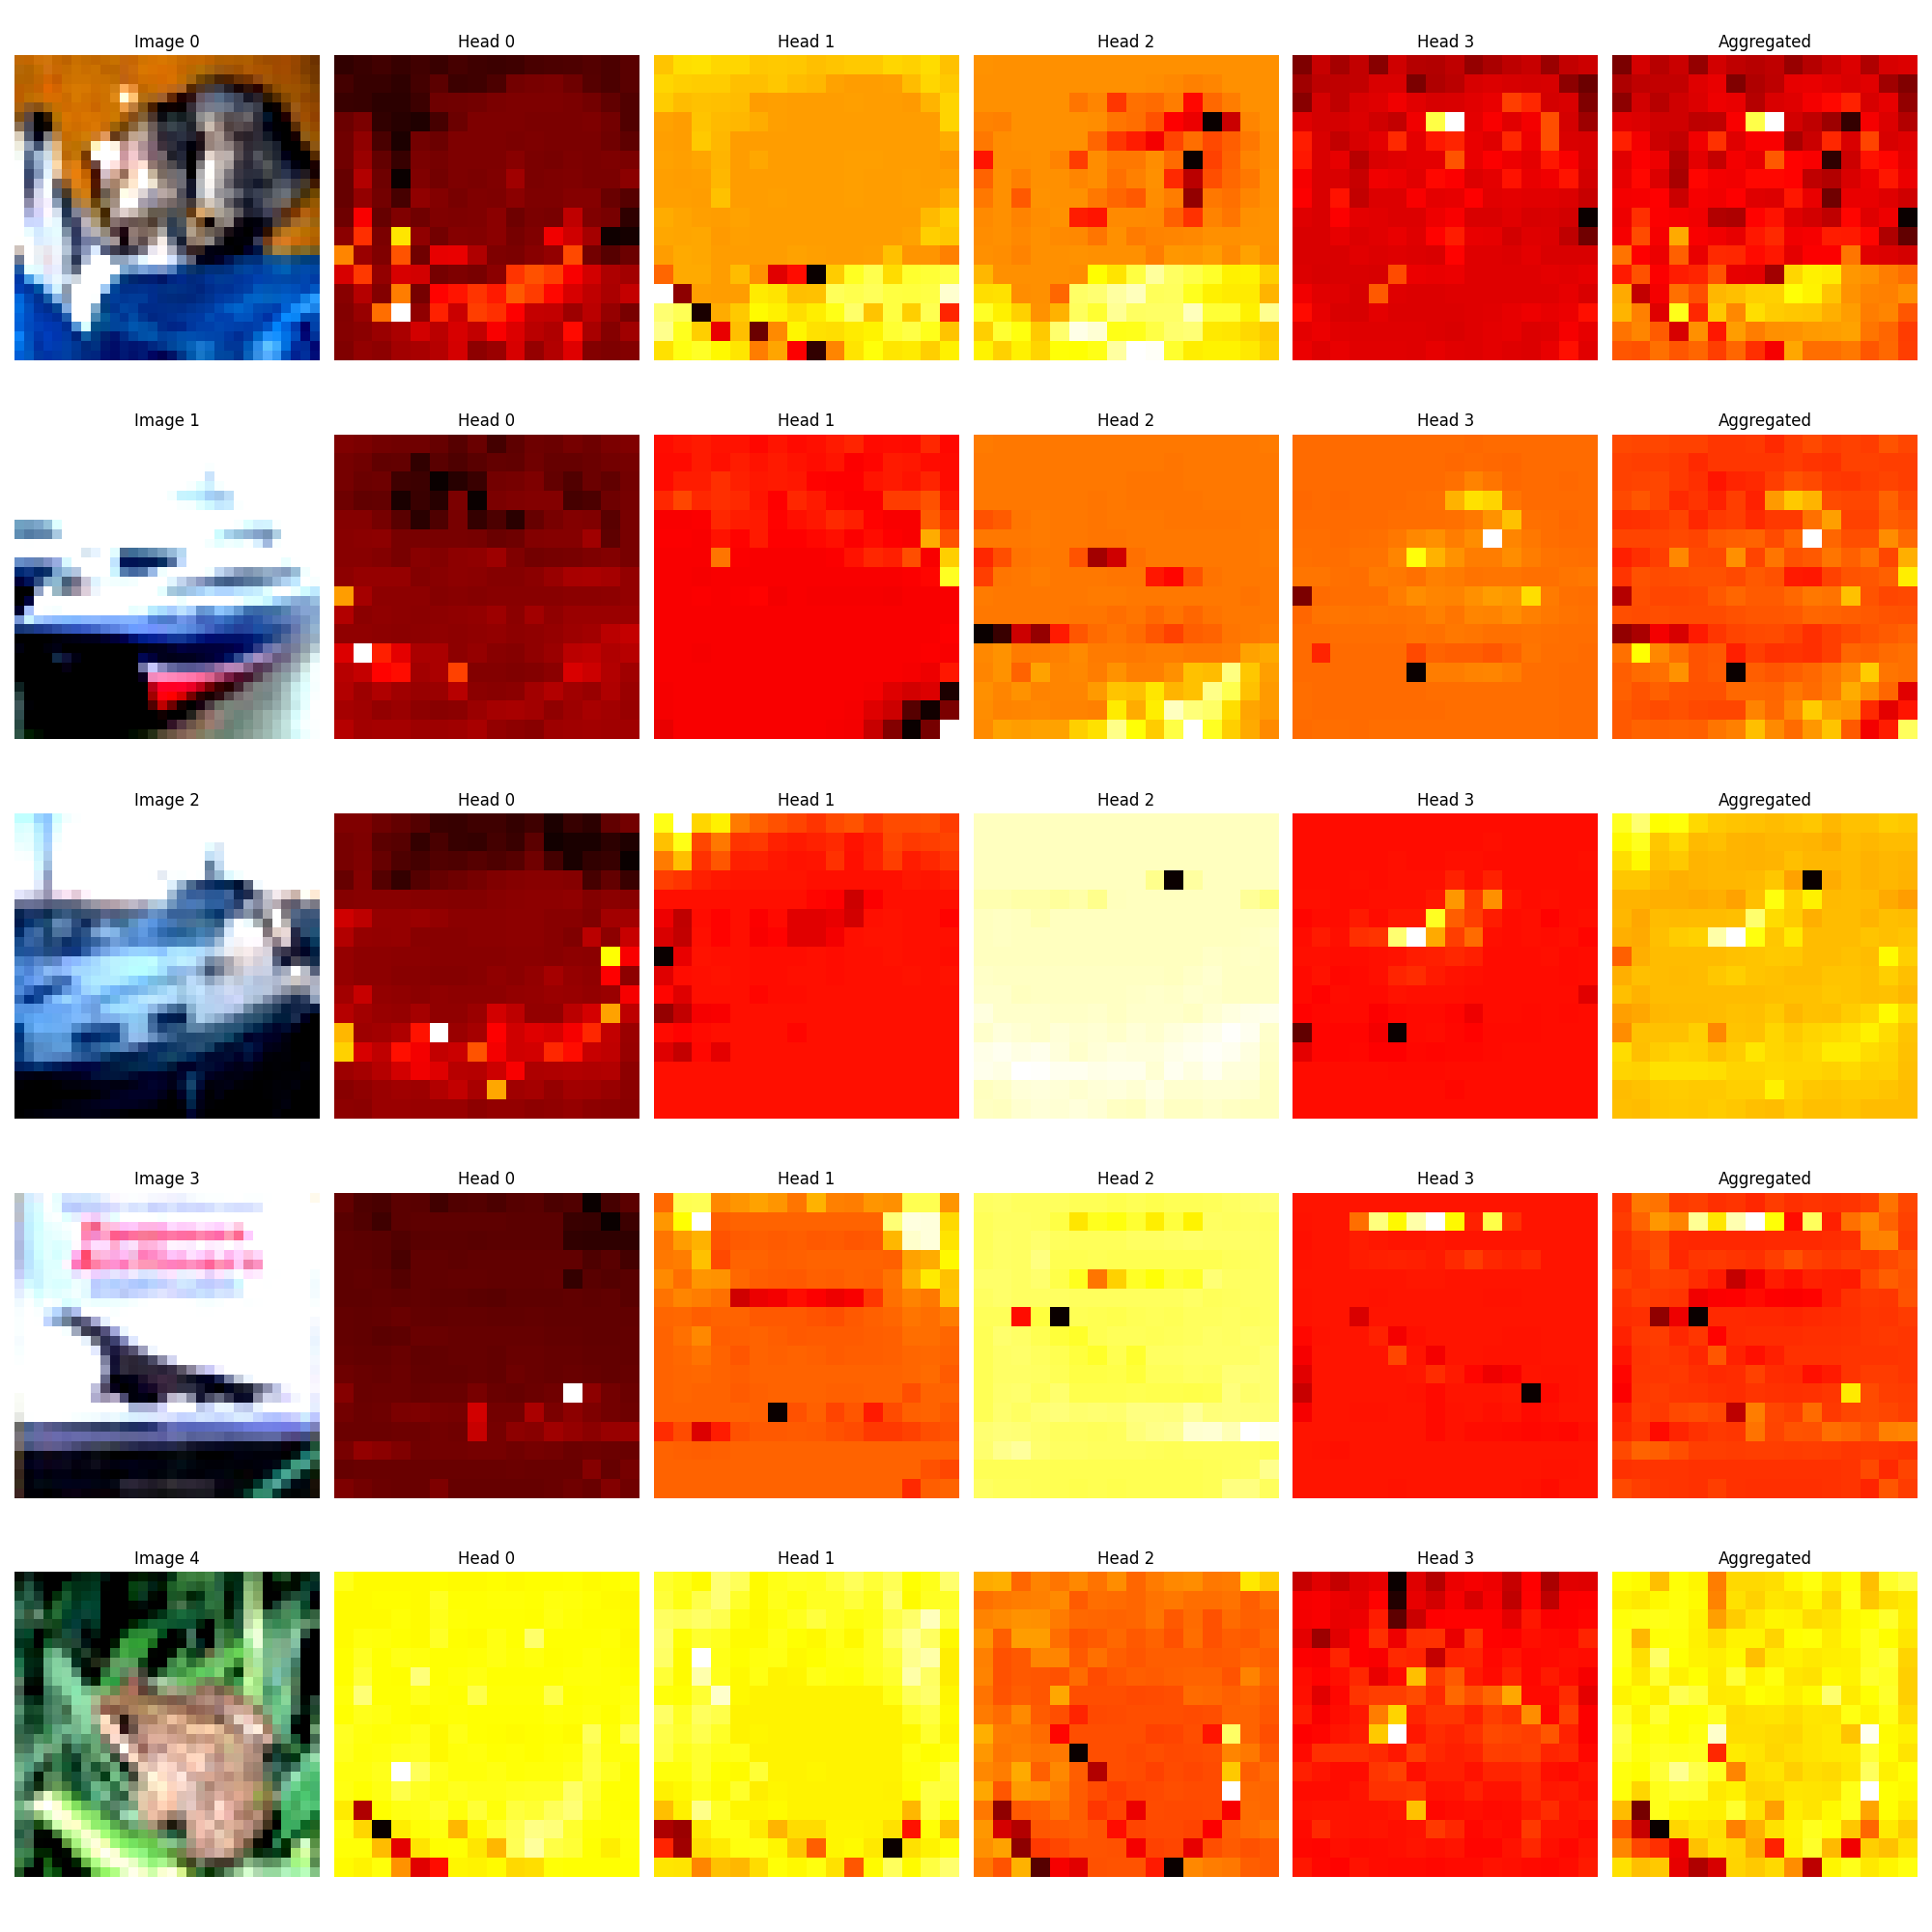 Image 0 Head 0 Head 1 Head 2 Head 3 Aggregated
Image 1 Head 0 Head 1 Head 2 Head 3 Aggregated
Image 2 Head 0 Head 1 Head 2 Head 3 Aggregated
Image 3 Head 0 Head 1 Head 2 Head 3 Aggregated
Image 4 Head 0 Head 1 Head 2 Head 3 Aggregated